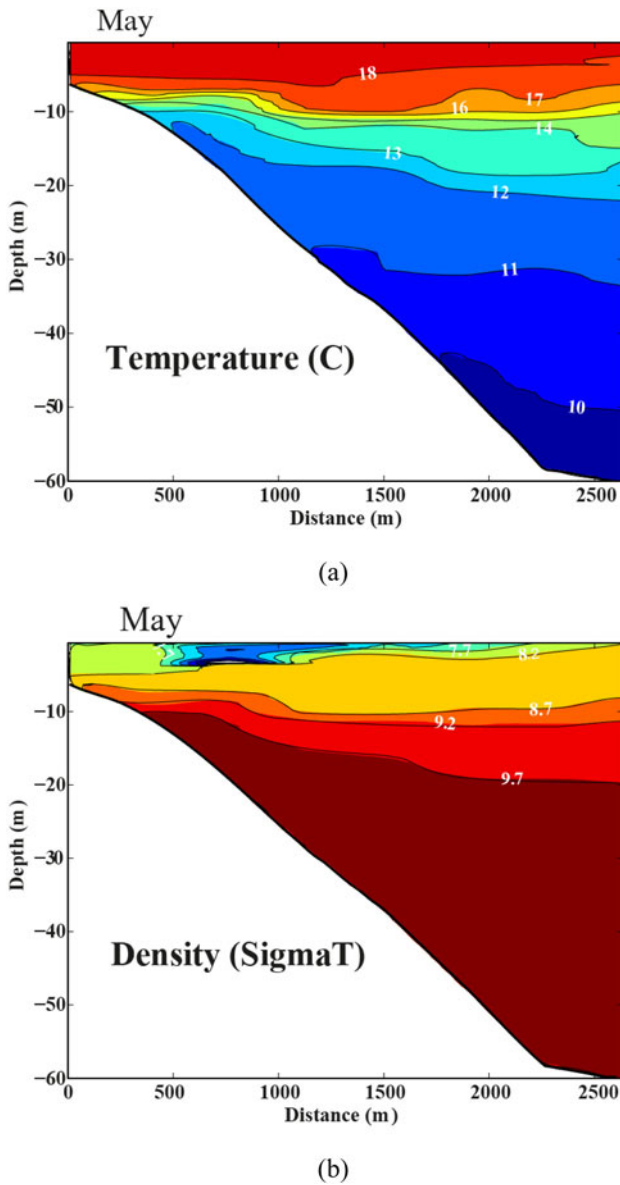 May
18
17
16
14
13
12
11
10
Temperature (C)
Depth (m)
−10
−20
−30
−40
−50
−60
0 500 1000 1500 2000 2500
Distance (m)
(a)
May
7.7 8.2
8.7
9.2
9.7
Density (SigmaT)
Depth (m)
−10
−20
−30
−40
−50
−60
0 500 1000 1500 2000 2500
Distance (m)
(b)